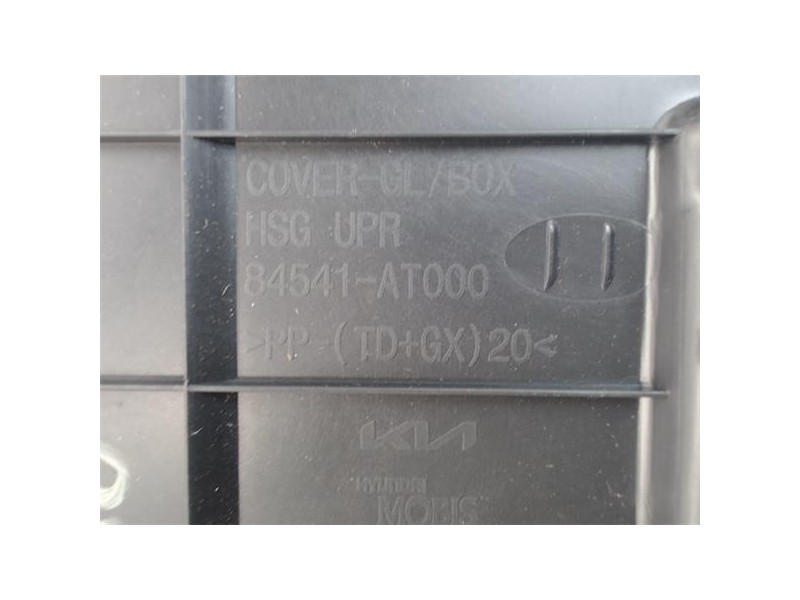 COVER-GL/BOX
HSG UPR
84541-AT000
>PP-(TD+GX)20<
KIA
HYUNDAI
MOBIS